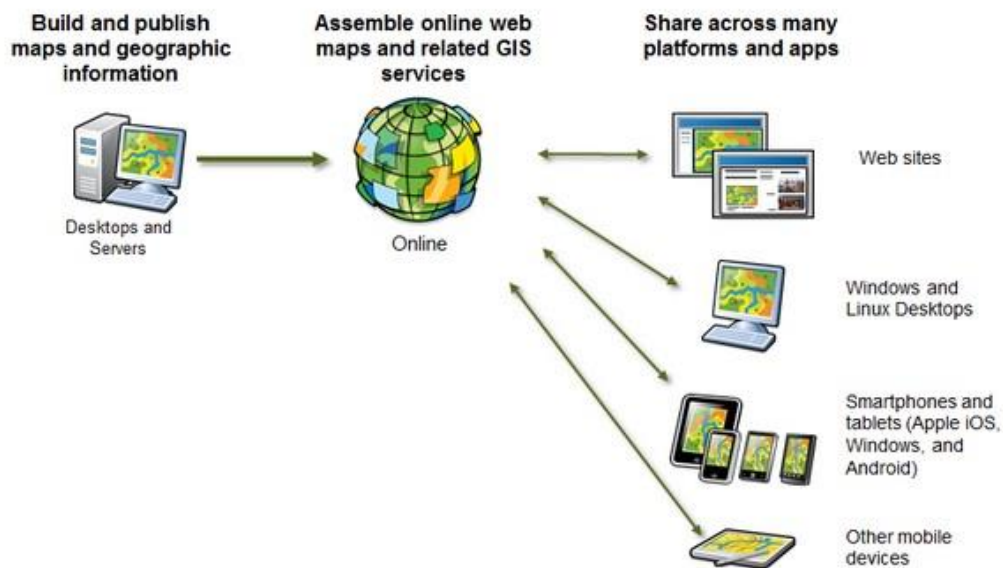 Build and publish
maps and geographic
information
Assemble online web
maps and related GIS
services
Share across many
platforms and apps
Desktops and
Servers
Online
Web sites
Windows and
Linux Desktops
Smartphones and
tablets (Apple iOS,
Windows, and
Android)
Other mobile
devices